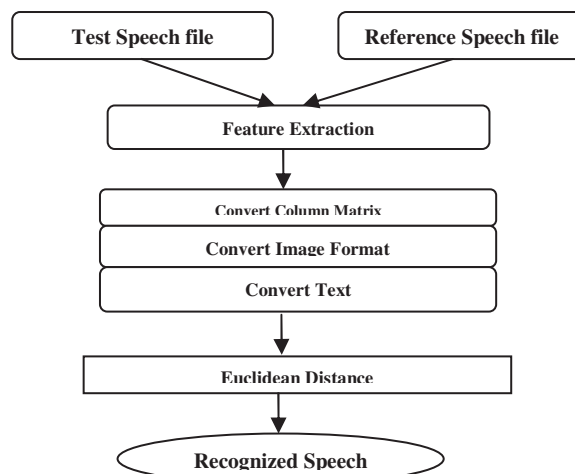 Test Speech file
Reference Speech file
Feature Extraction
Convert Column Matrix
Convert Image Format
Convert Text
Euclidean Distance
Recognized Speech